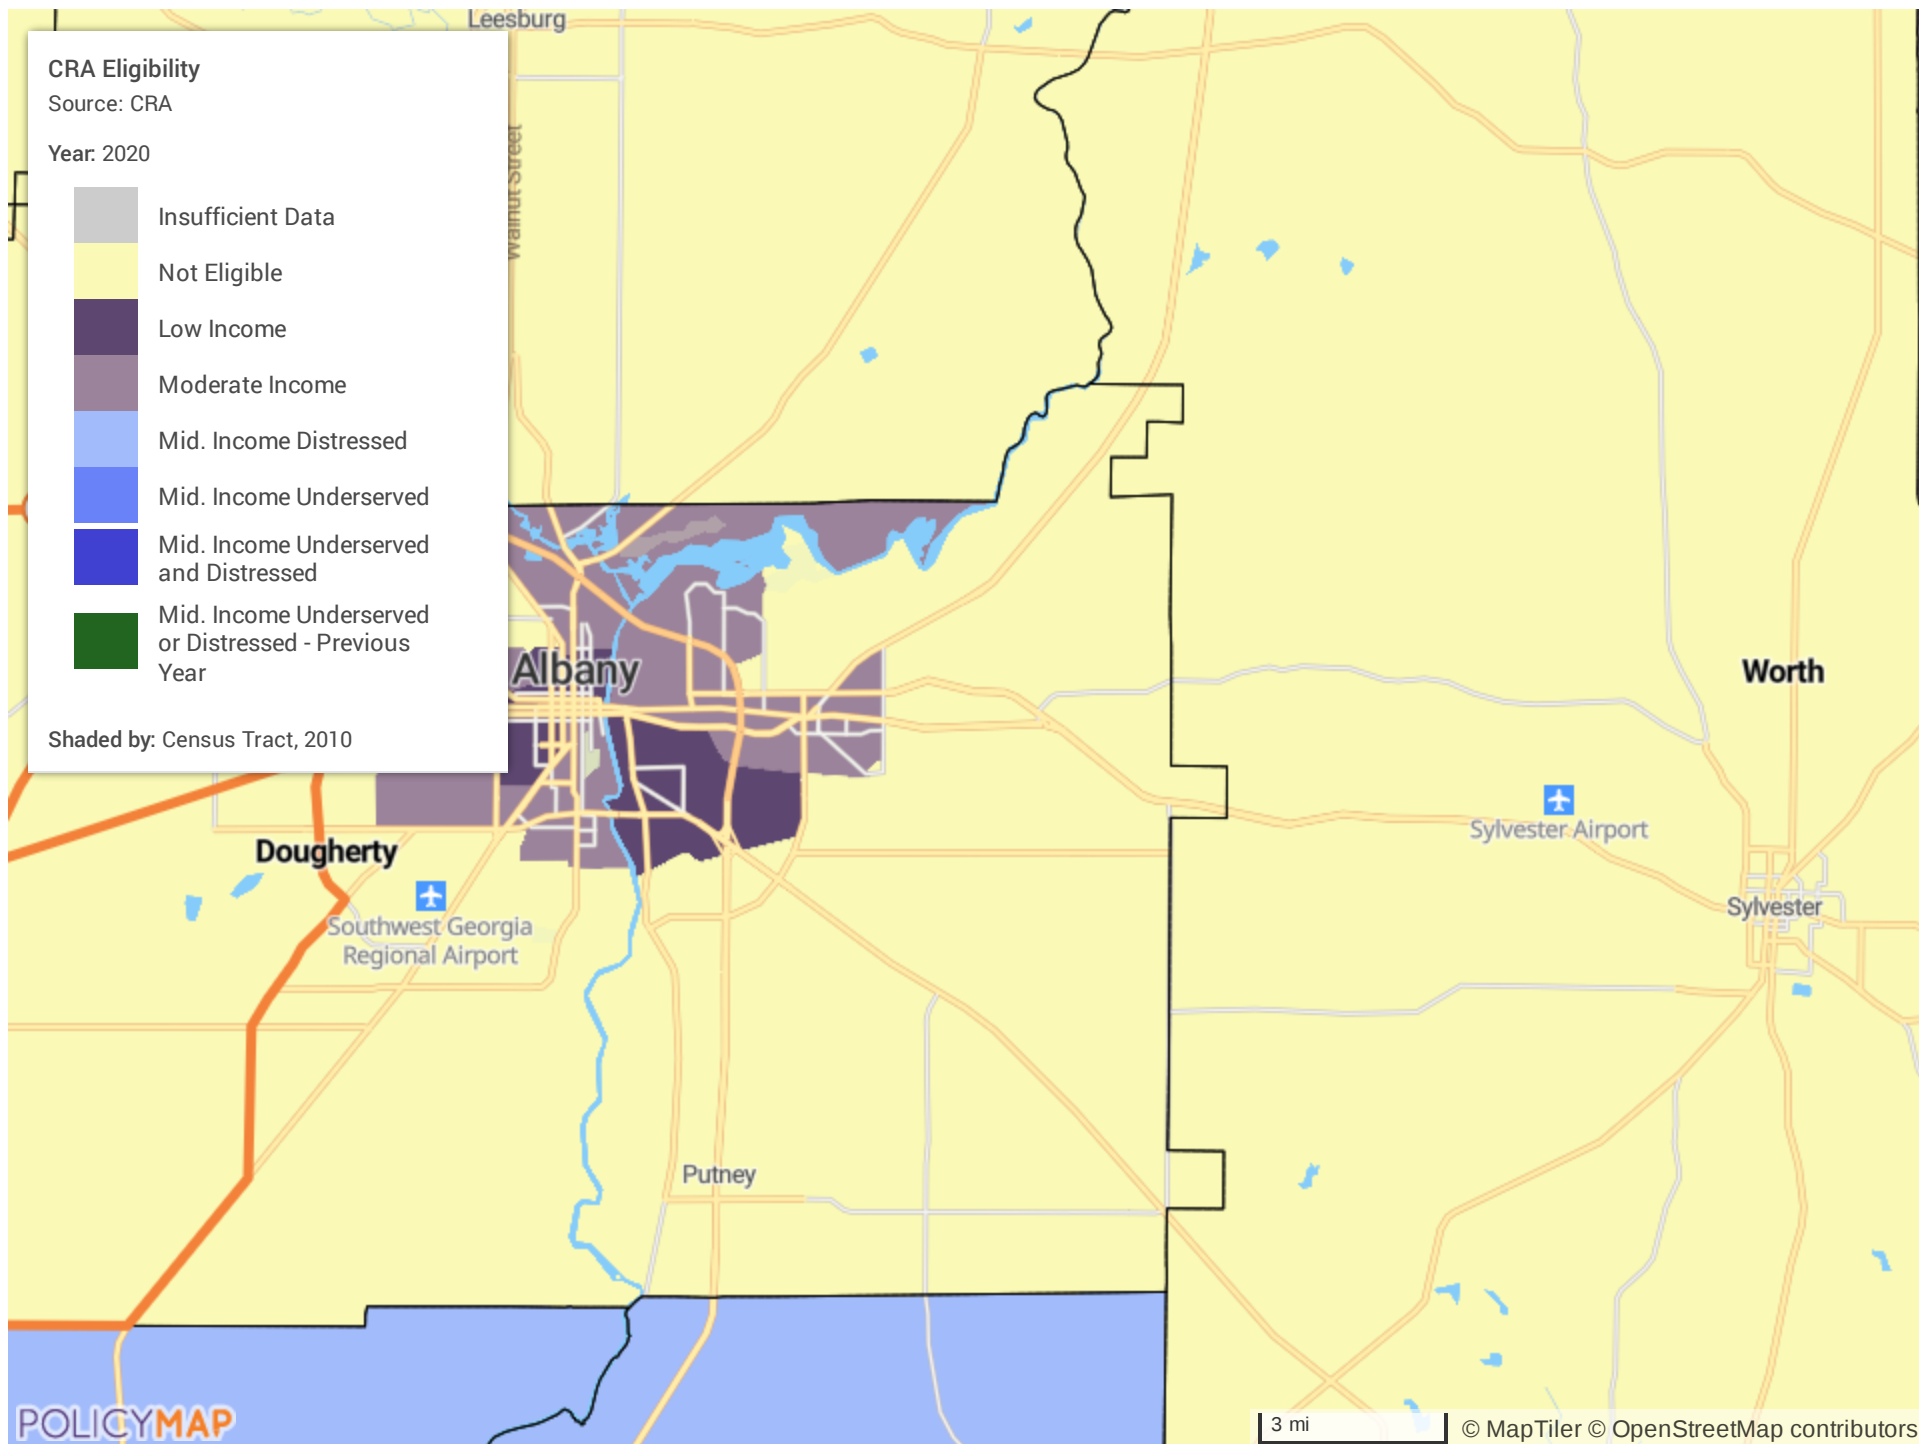 Leesburg
CRA Eligibility
Source: CRA
Year: 2020
Insufficient Data
Not Eligible
Low Income
Moderate Income
Mid. Income Distressed
Mid. Income Underserved
Mid. Income Underserved
and Distressed
Mid. Income Underserved
or Distressed - Previous
Year
Shaded by: Census Tract, 2010
Walnut Street
Albany
Worth
Sylvester Airport
Dougherty
Sylvester
Southwest Georgia
Regional Airport
Putney
POLICYMAP
3 mi
© MapTiler © OpenStreetMap contributors